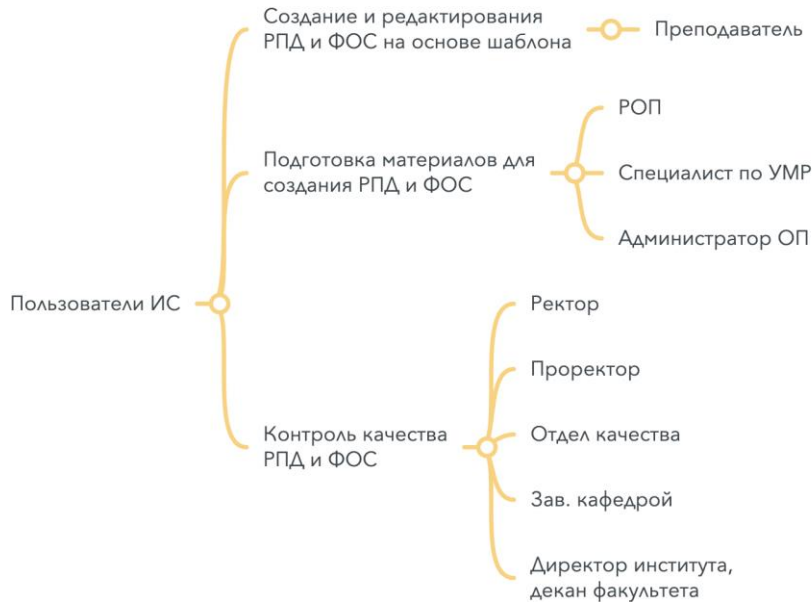 Создание и редактирования
РПД и ФОС на основе шаблона
Преподаватель
РОП
Подготовка материалов для
создания РПД и ФОС
Специалист по УМР
Администратор ОП
Пользователи ИС
Ректор
Проректор
Контроль качества
РПД и ФОС
Отдел качества
Зав. кафедрой
Директор института,
декан факультета